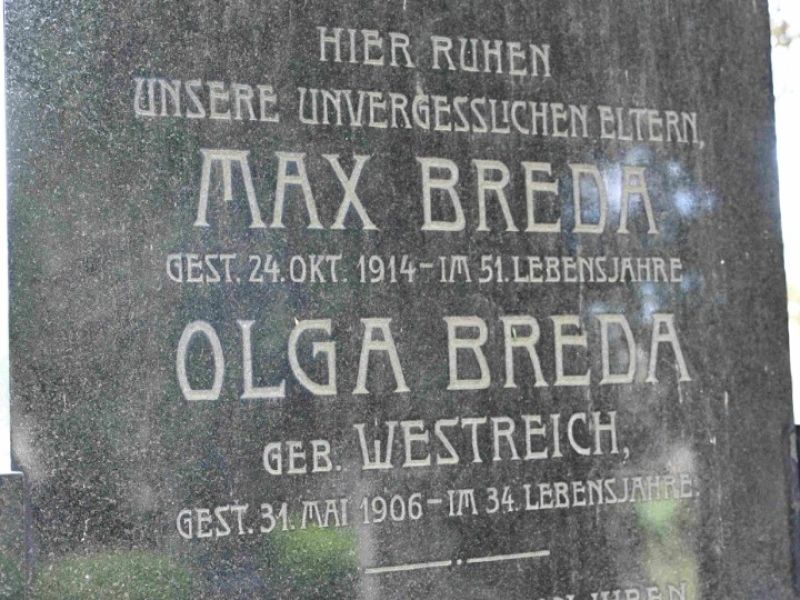 HIER RUHEN
UNSERE UNVERGESSLICHEN ELTERN,
MAX BREDA
GEST. 24. OKT. 1914 – IM 51. LEBENSJAHRE
OLGA BREDA
GEB. WESTREICH,
GEST. 31. MAI 1906 – IM 34. LEBENSJAHRE.
IHREN